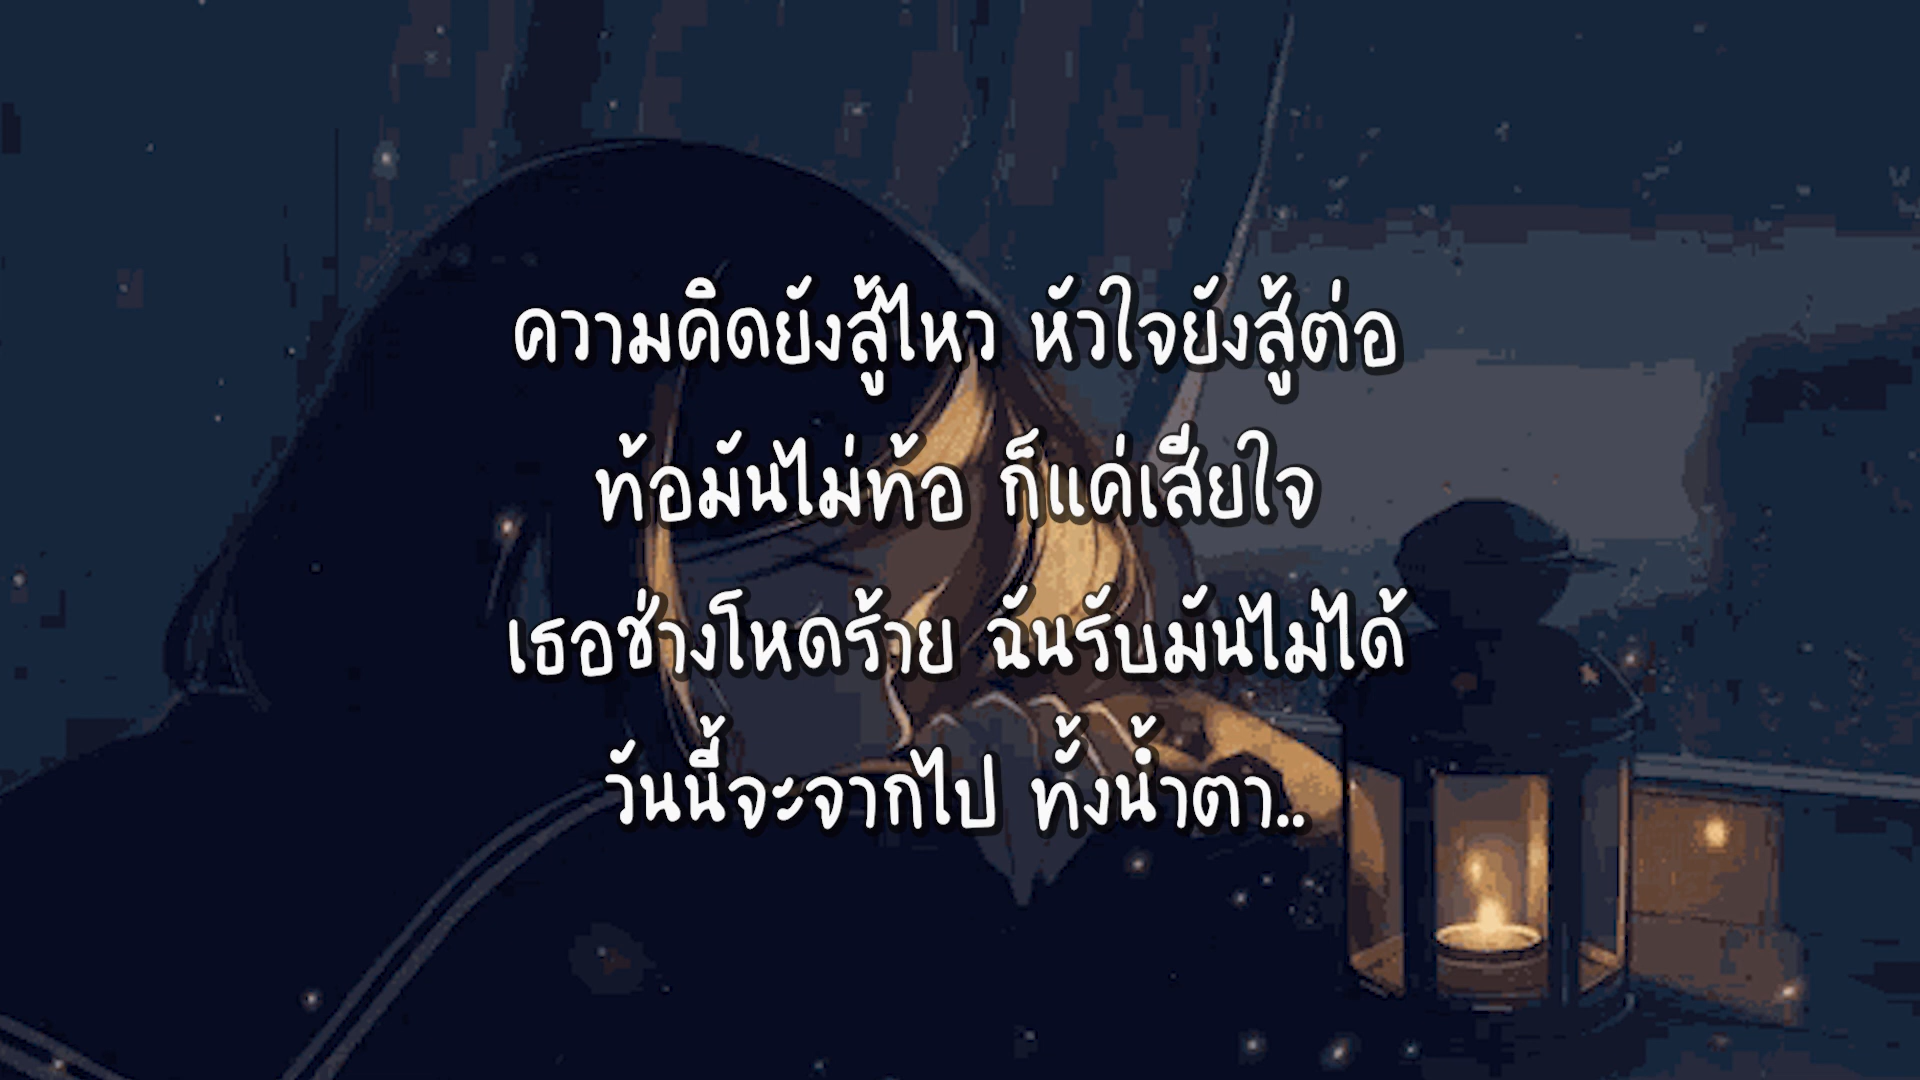 ความคิดยังสู้ไหว หัวใจยังสู้ต่อ
ท้อมันไม่ท้อ ก็แค่เสียใจ
เธอช่างโหดร้าย ฉันรับมันไม่ได้
วันนี้จะจากไป ทั้งน้ำตา..